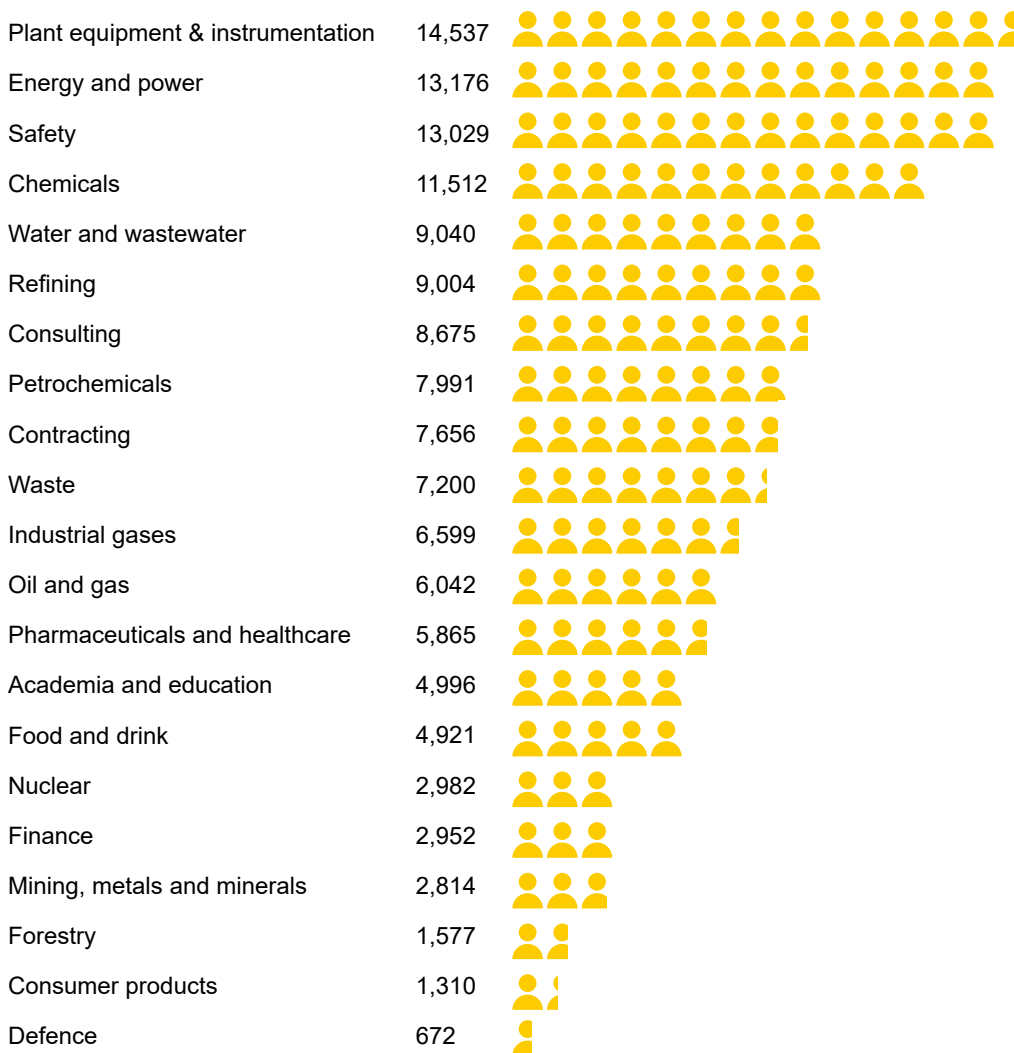 Plant equipment & instrumentation 14,537
Energy and power 13,176
Safety 13,029
Chemicals 11,512
Water and wastewater 9,040
Refining 9,004
Consulting 8,675
Petrochemicals 7,991
Contracting 7,656
Waste 7,200
Industrial gases 6,599
Oil and gas 6,042
Pharmaceuticals and healthcare 5,865
Academia and education 4,996
Food and drink 4,921
Nuclear 2,982
Finance 2,952
Mining, metals and minerals 2,814
Forestry 1,577
Consumer products 1,310
Defence 672